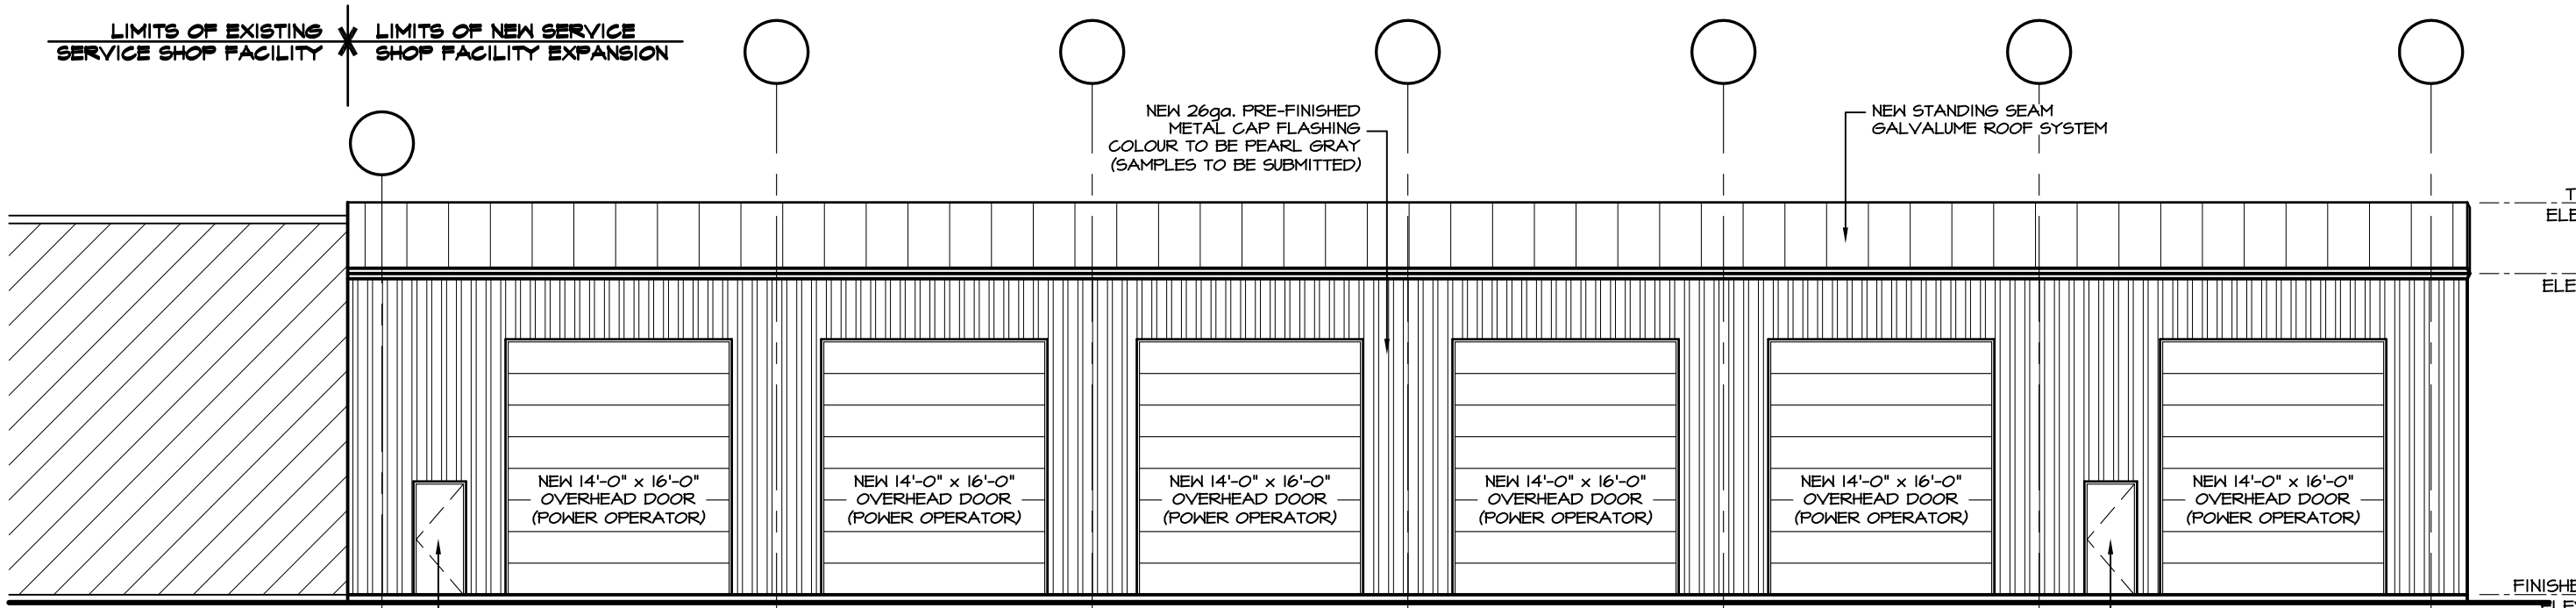 LIMITS OF EXISTING
SERVICE SHOP FACILITY
LIMITS OF NEW SERVICE
SHOP FACILITY EXPANSION
NEW 26ga. PRE-FINISHED
METAL CAP FLASHING
COLOUR TO BE PEARL GRAY
(SAMPLES TO BE SUBMITTED)
NEW STANDING SEAM
GALVALUME ROOF SYSTEM
NEW 14'-0" x 16'-0"
OVERHEAD DOOR
(POWER OPERATOR)
NEW 14'-0" x 16'-0"
OVERHEAD DOOR
(POWER OPERATOR)
NEW 14'-0" x 16'-0"
OVERHEAD DOOR
(POWER OPERATOR)
NEW 14'-0" x 16'-0"
OVERHEAD DOOR
(POWER OPERATOR)
NEW 14'-0" x 16'-0"
OVERHEAD DOOR
(POWER OPERATOR)
NEW 14'-0" x 16'-0"
OVERHEAD DOOR
(POWER OPERATOR)